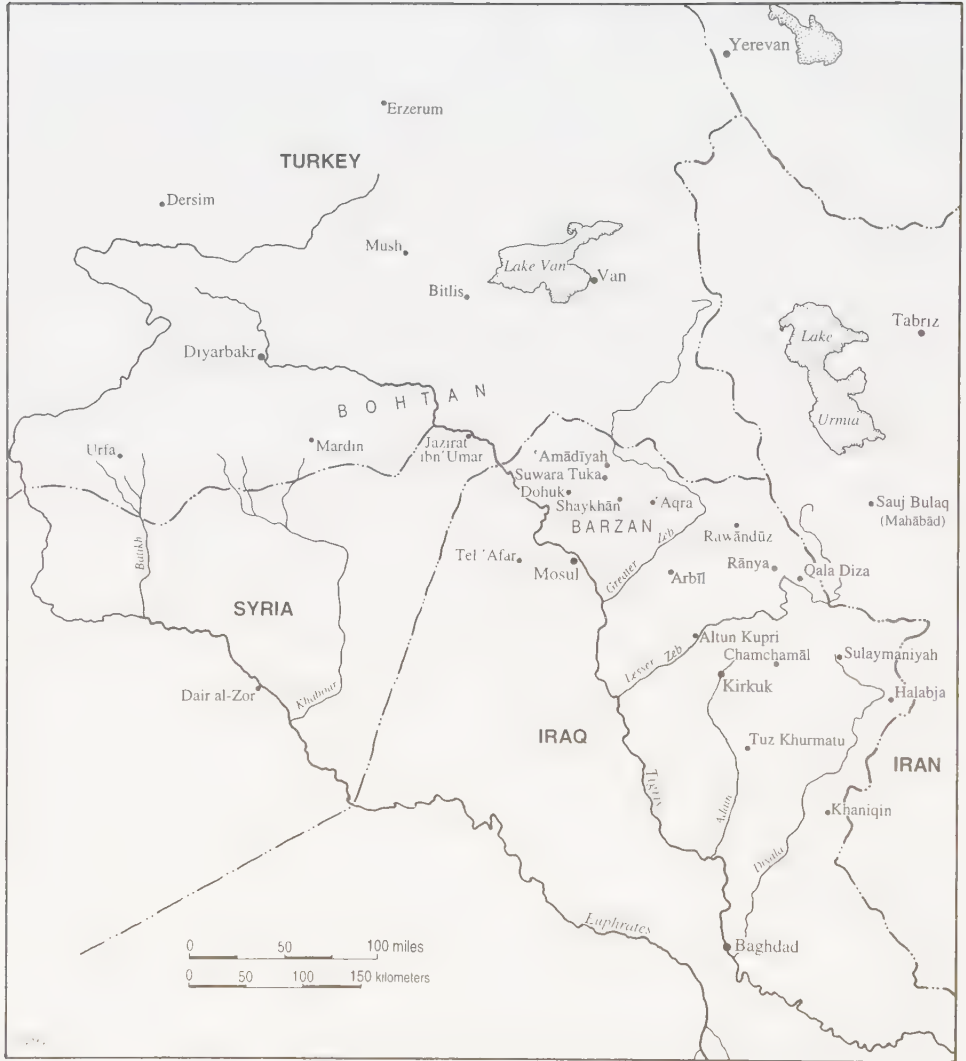 Yerevan
Erzerum
TURKEY
Dersim
Mush
Lake Van
Van
Bitlis
Tabrız
Lake
Urmia
Diyarbakr
BOHTAN
Urfa
Mardin
Jazirat
ibn 'Umar
'Amādīyah
Suwara Tuka
Dohuk
Shaykhān
'Aqra
BARZAN
Sauj Bulaq
(Mahābād)
Rawāndūz
Greater Zeb
Balikh
Tel 'Afar
Mosul
Arbīl
Rānya
Qala Diza
SYRIA
Altun Kupri
Lesser Zeb
Chamchamāl
Sulaymaniyah
Kirkuk
Dair al-Zor
Khabour
Halabja
IRAQ
Tuz Khurmatu
IRAN
Tigris
Khaniqin
Diyala
Euphrates
Baghdad
0 50 100 miles
0 50 100 150 kilometers